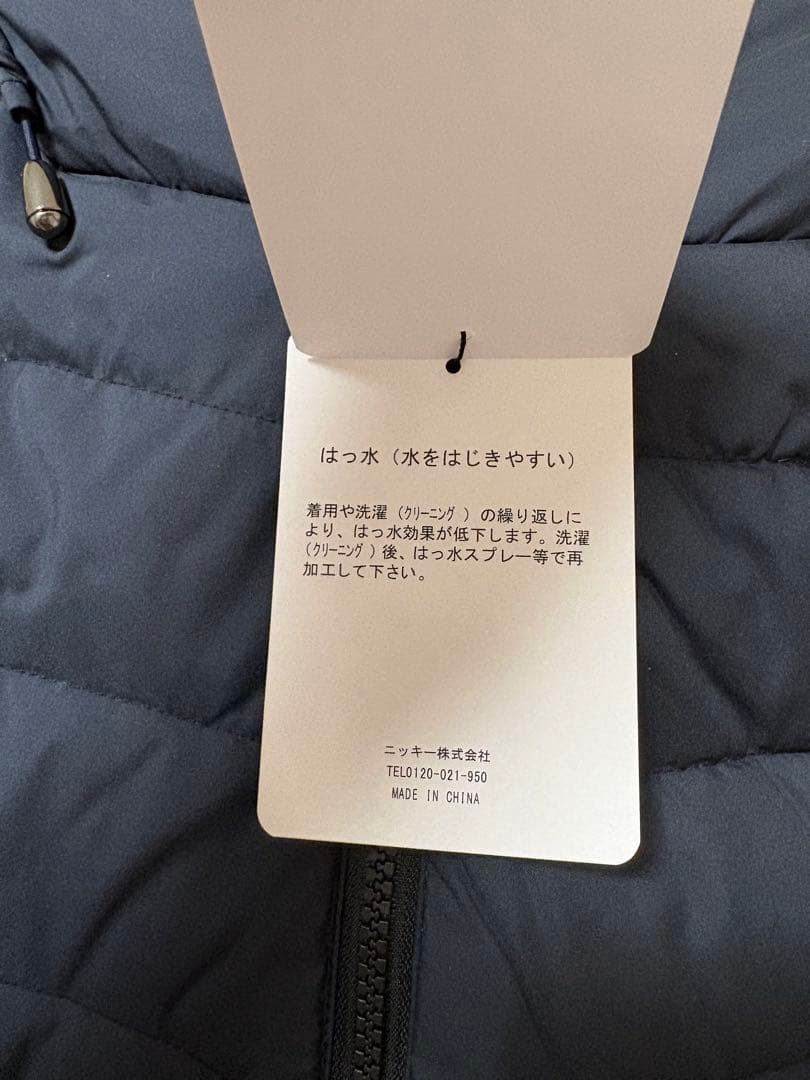 はっ水（水をはじきやすい）
着用や洗濯（ｸﾘｰﾆﾝｸﾞ）の繰り返しに
より、はっ水効果が低下します。洗濯
（ｸﾘｰﾆﾝｸﾞ）後、はっ水スプレー等で再
加工して下さい。
ニッキー株式会社
TEL0120-021-950
MADE IN CHINA